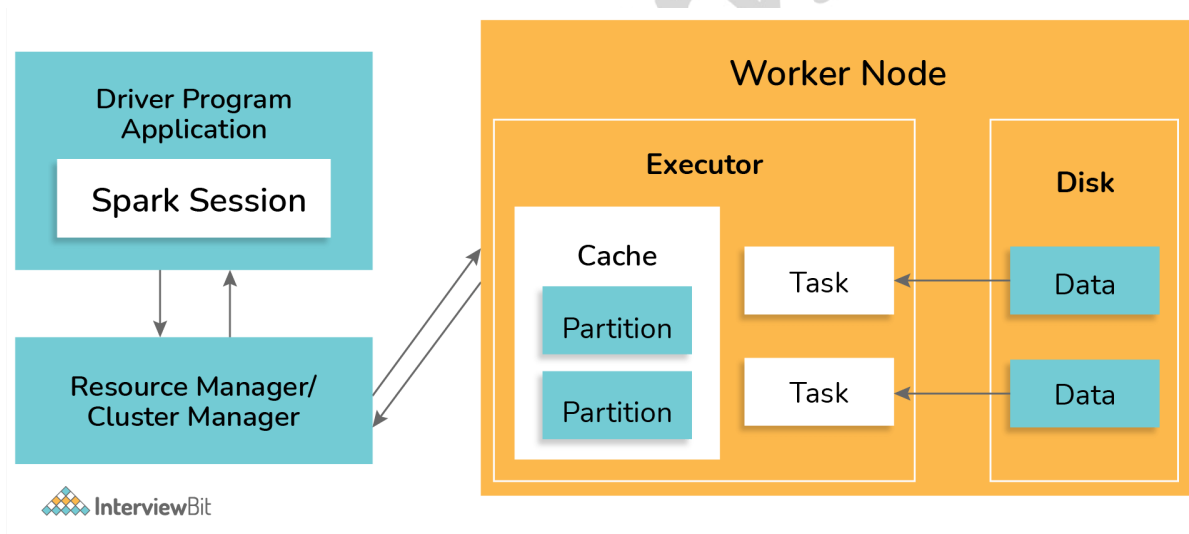 Driver Program
Application
Spark Session
Resource Manager/
Cluster Manager
Worker Node
Executor
Cache
Partition
Partition
Task
Task
Disk
Data
Data
InterviewBit